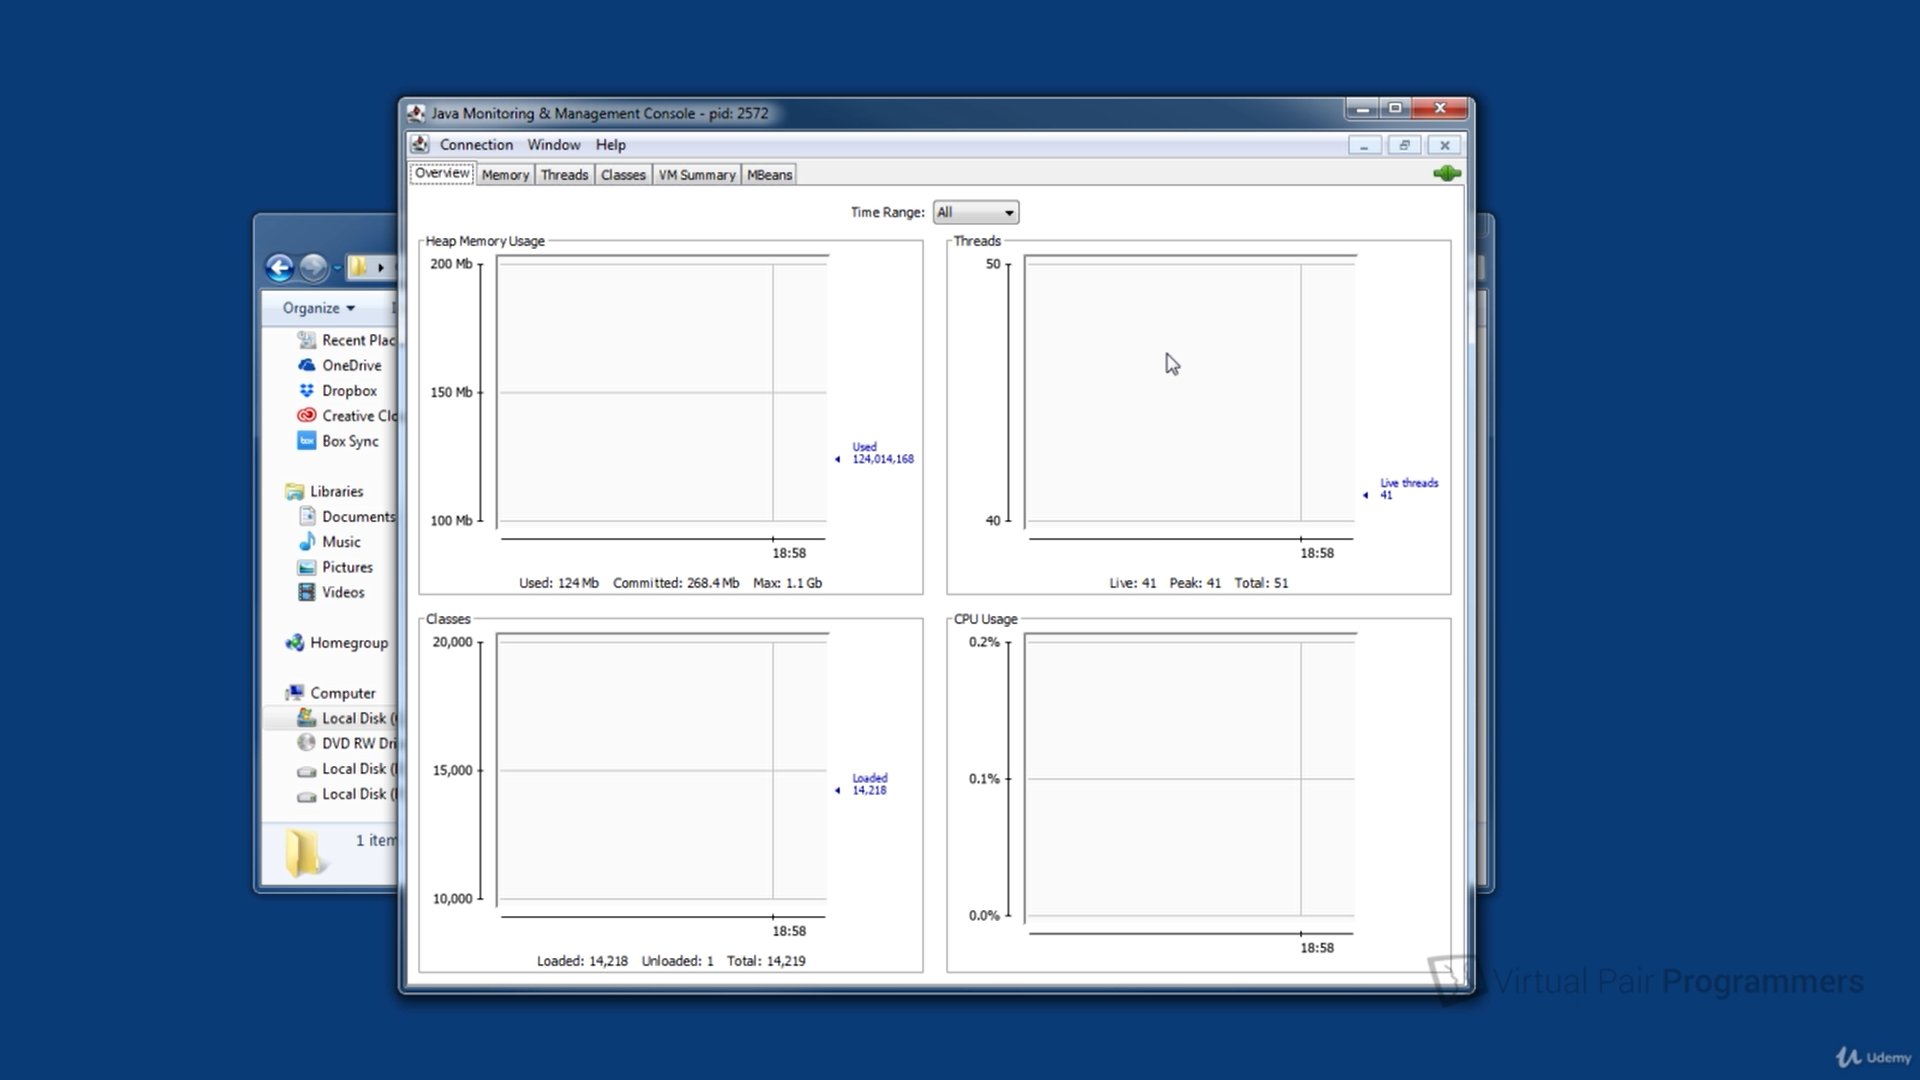 Java Monitoring & Management Console - pid: 2572
Connection Window Help
Overview Memory Threads Classes VM Summary MBeans
Time Range: All
Heap Memory Usage
200 Mb
150 Mb
100 Mb
Used
124,014,168
18:58
Used: 124 Mb Committed: 268.4 Mb Max: 1.1 Gb
Threads
50
40
Live threads
41
18:58
Live: 41 Peak: 41 Total: 51
Classes
20,000
15,000
10,000
Loaded
14,218
18:58
Loaded: 14,218 Unloaded: 1 Total: 14,219
CPU Usage
0.2%
0.1%
0.0%
18:58
Organize
Recent Plac
OneDrive
Dropbox
Creative Clo
Box Sync
Libraries
Documents
Music
Pictures
Videos
Homegroup
Computer
Local Disk (
DVD RW Dri
Local Disk (
Local Disk (
1 item
Virtual Pair Programmers
Udemy